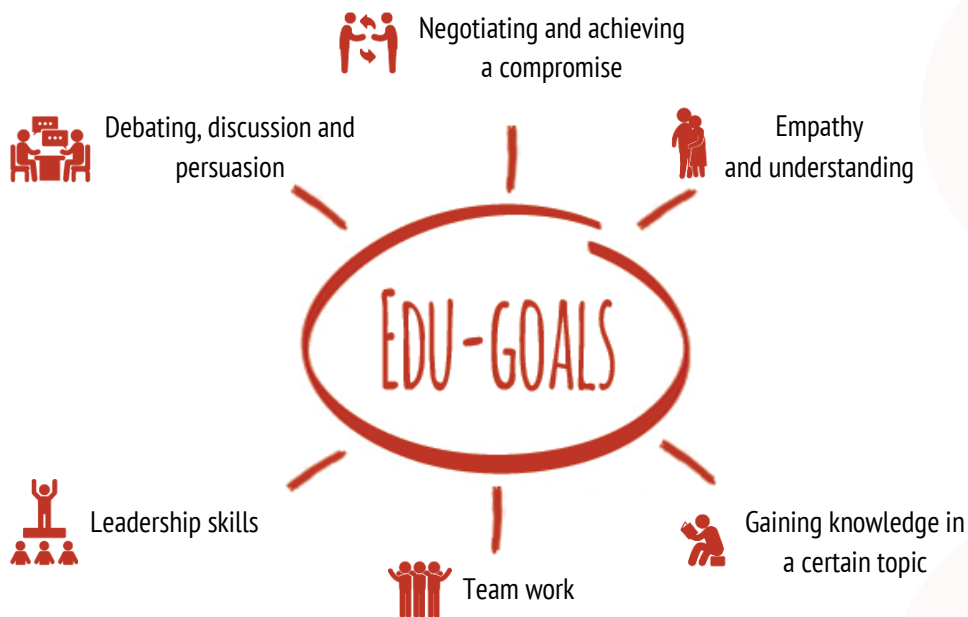 Negotiating and achieving
a compromise
Debating, discussion and
persuasion
Empathy
and understanding
EDU-GOALS
Leadership skills
Team work
Gaining knowledge in
a certain topic